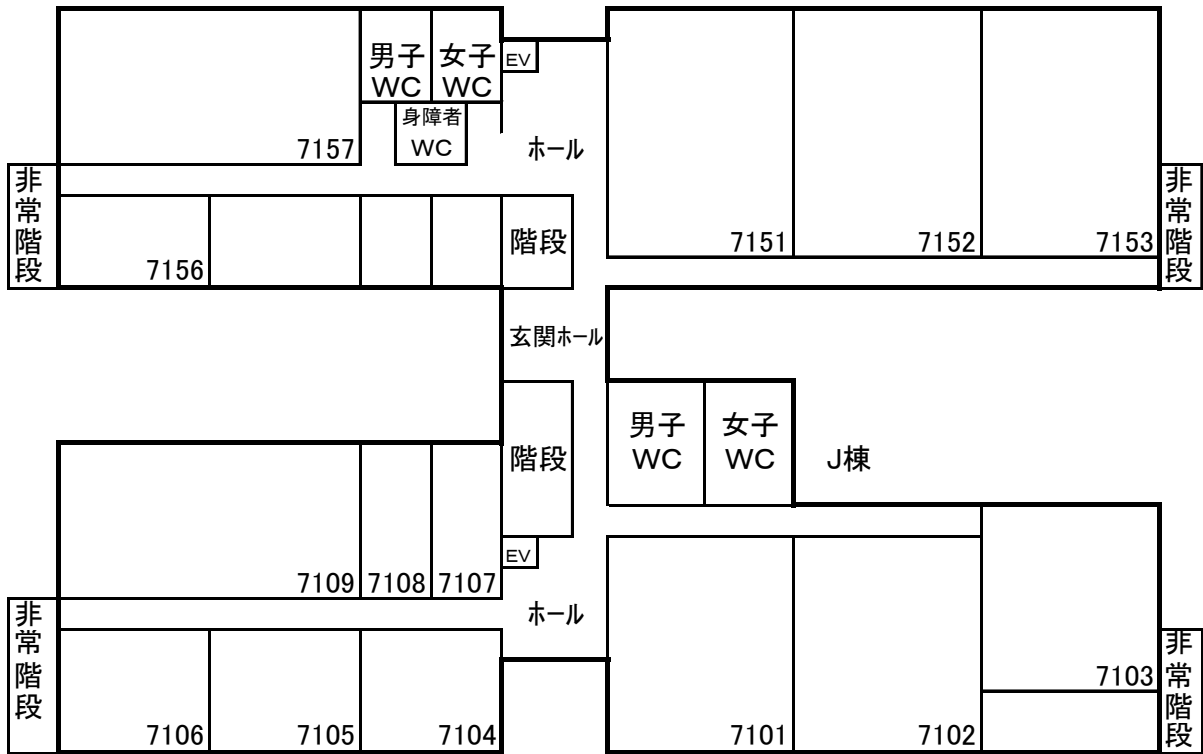 男子
WC
女子
WC
EV
身障者
WC
7157
ホール
非常階段
7156
階段
7151
7152
7153
非常階段
玄関ホール
階段
男子
WC
女子
WC
J棟
7109
7108
7107
EV
ホール
非常階段
7106
7105
7104
7101
7102
7103
非常階段